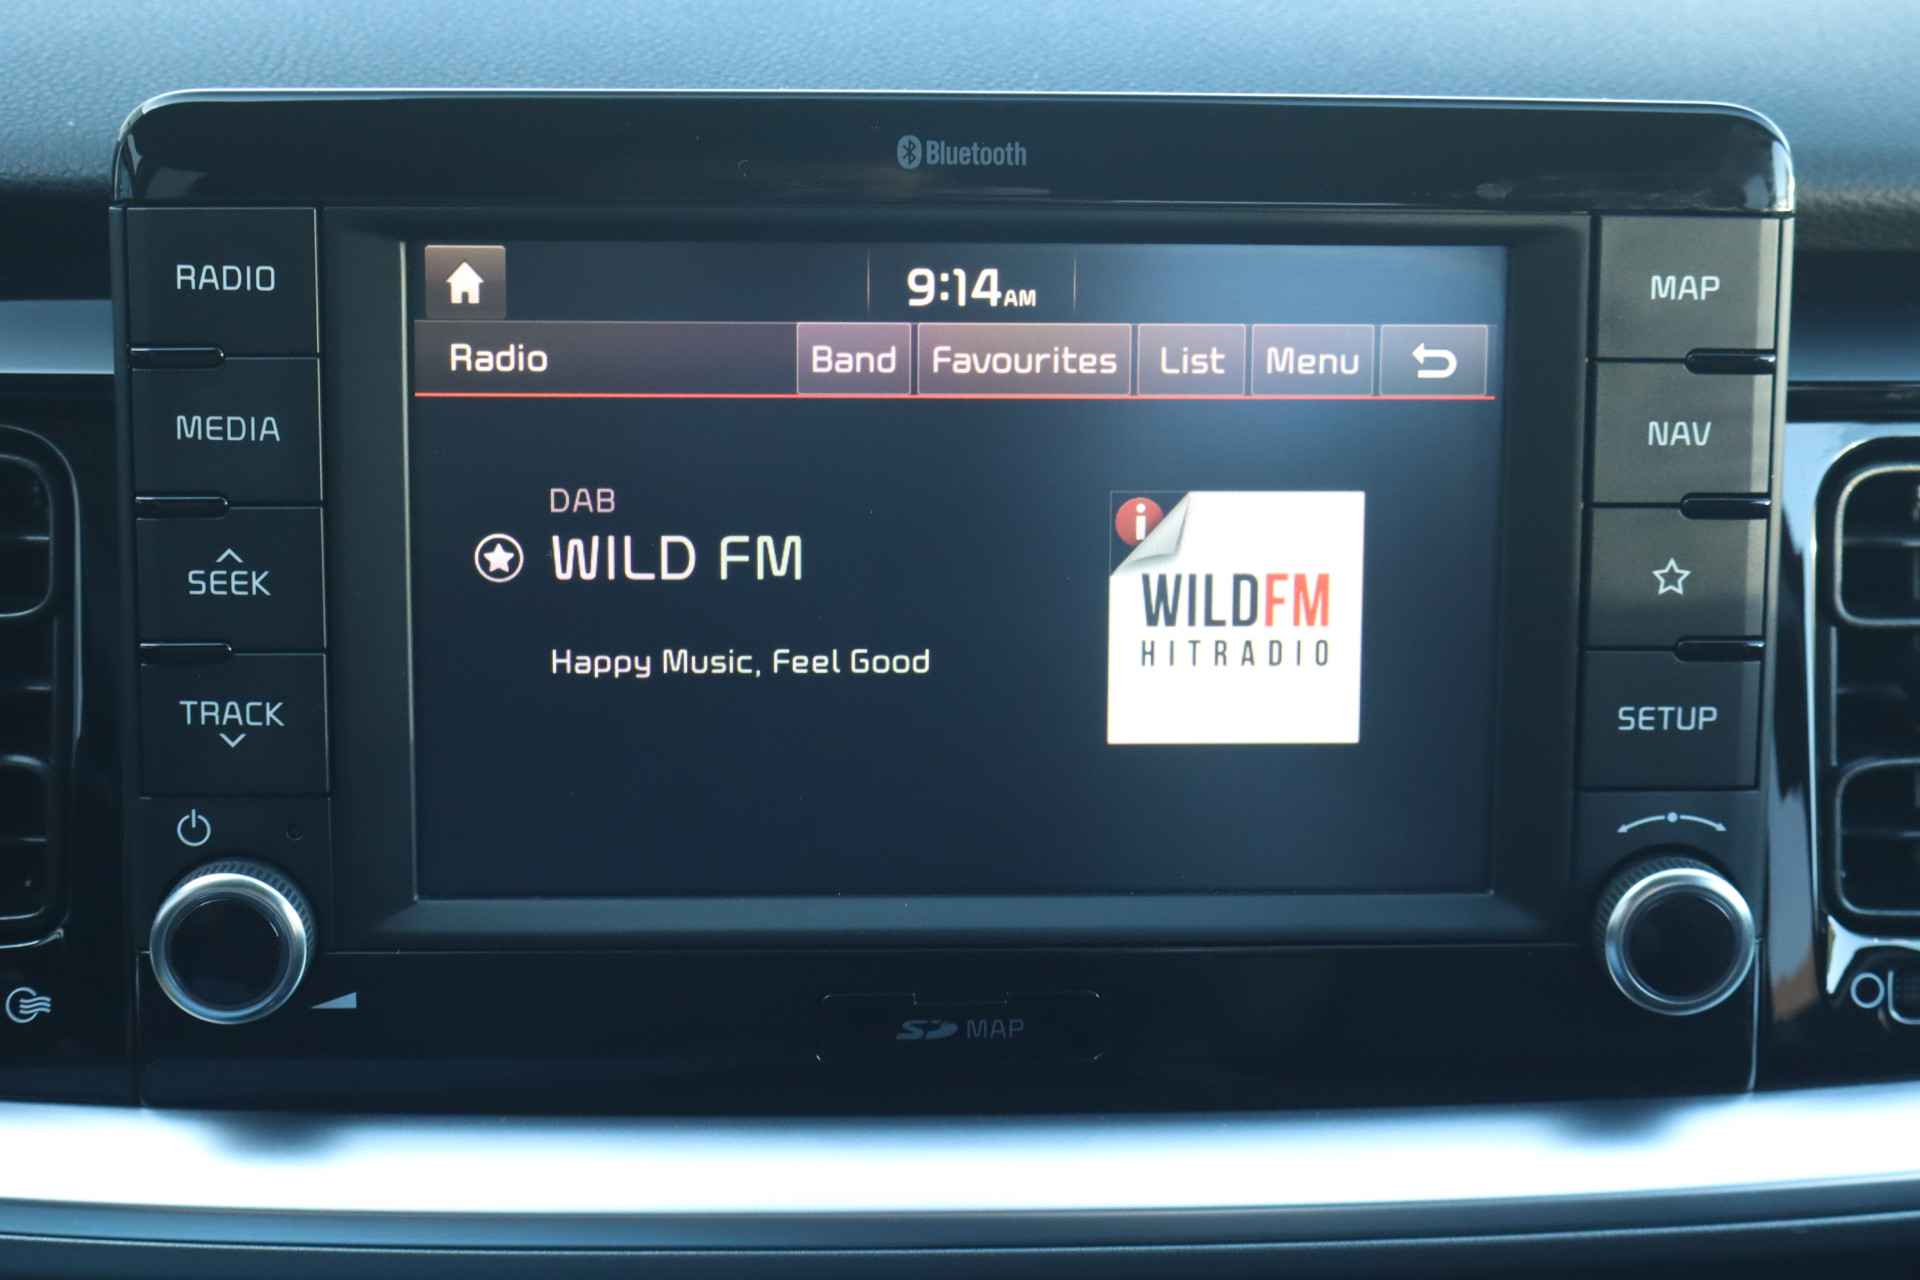 Bluetooth
RADIO
MEDIA
SEEK
TRACK
9:14AM
Radio
Band
Favourites
List
Menu
DAB
WILD FM
Happy Music, Feel Good
i
WILDFM
HITRADIO
MAP
NAV
SETUP
SD MAP